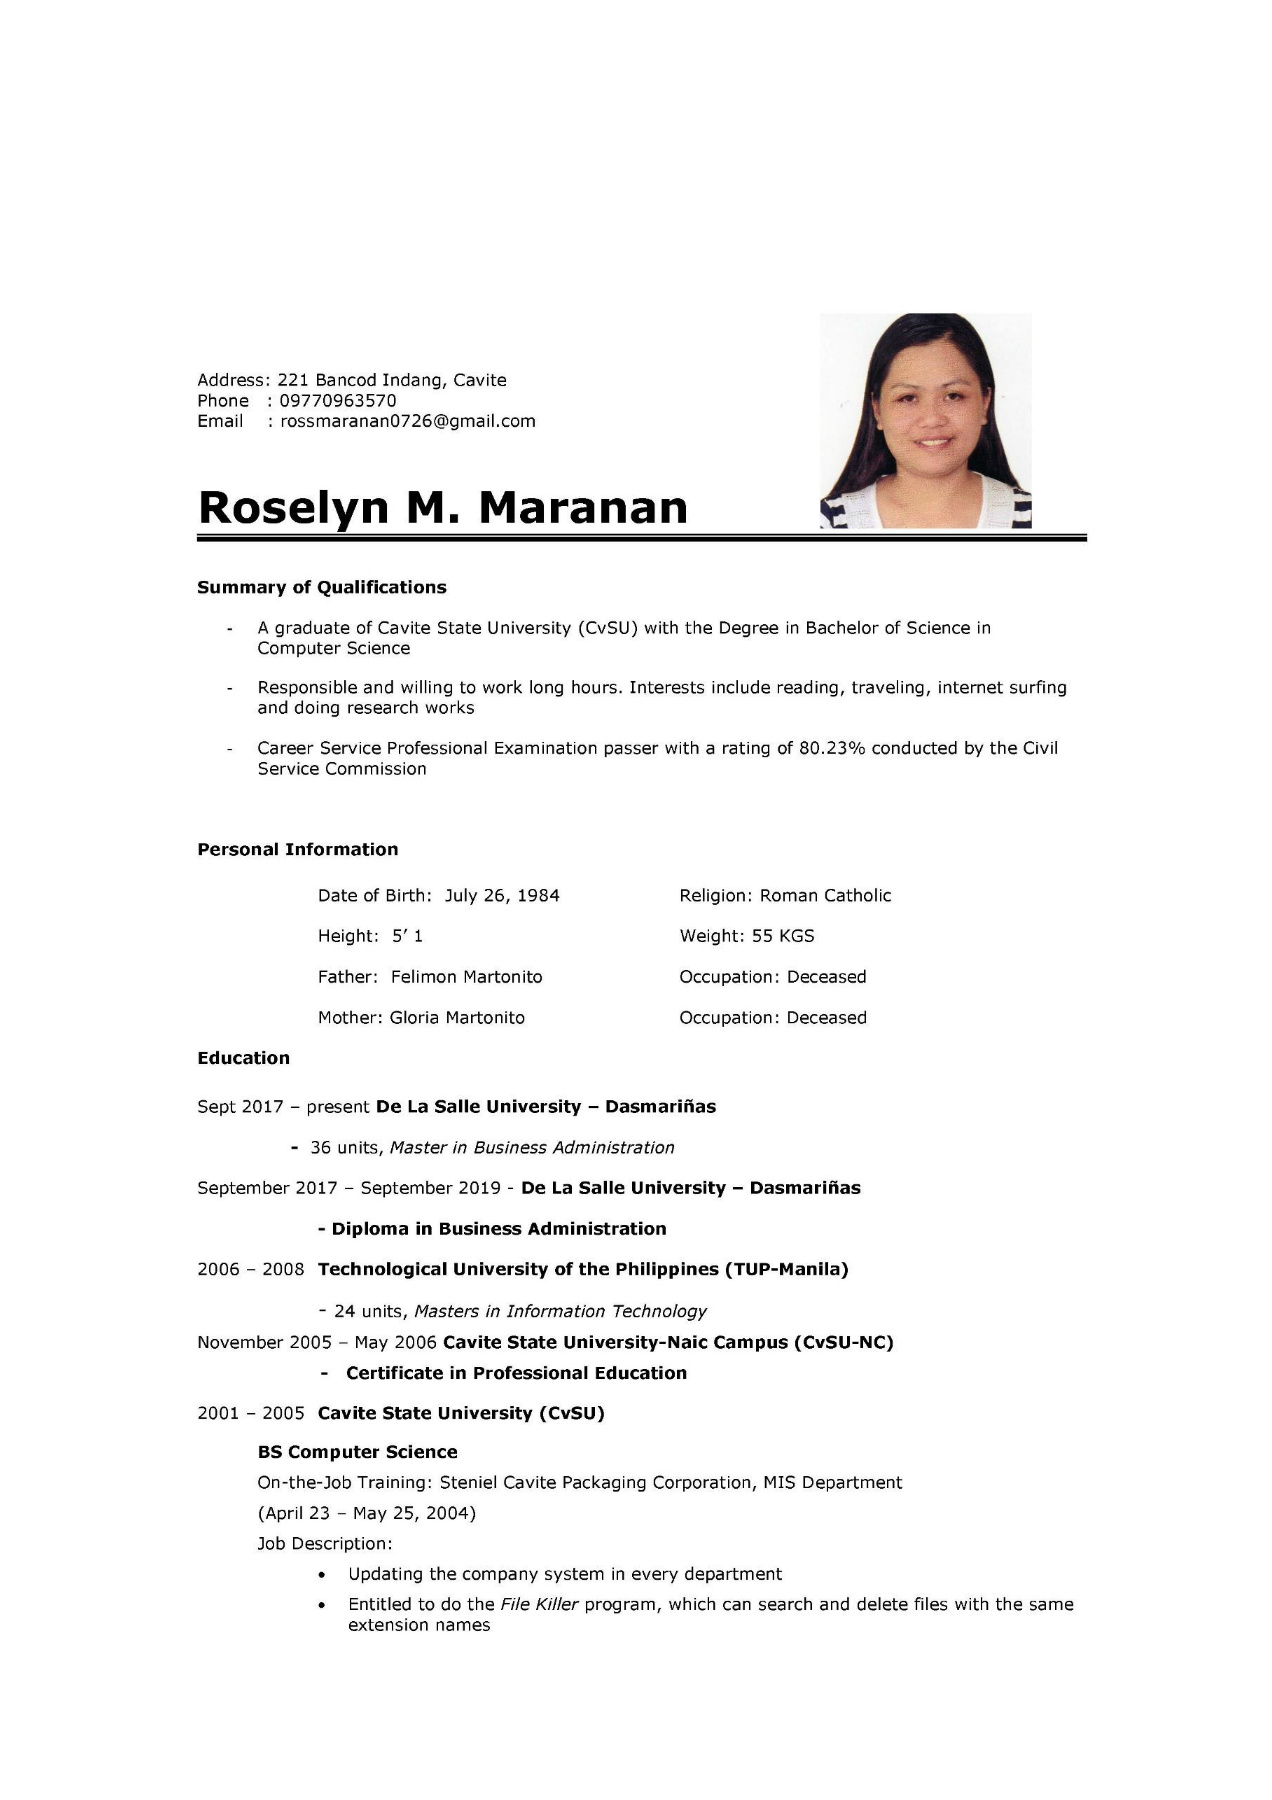 Address: 221 Bancod Indang, Cavite
Phone : 09770963570
Email : rossmaranan0726@gmail.com
Roselyn M. Maranan
Summary of Qualifications
- A graduate of Cavite State University (CvSU) with the Degree in Bachelor of Science in
Computer Science
- Responsible and willing to work long hours. Interests include reading, traveling, internet surfing
and doing research works
- Career Service Professional Examination passer with a rating of 80.23% conducted by the Civil
Service Commission
Personal Information
Date of Birth: July 26, 1984 Religion: Roman Catholic
Height: 5’ 1 Weight: 55 KGS
Father: Felimon Martonito Occupation: Deceased
Mother: Gloria Martonito Occupation: Deceased
Education
Sept 2017 – present De La Salle University – Dasmariñas
- 36 units, Master in Business Administration
September 2017 – September 2019 - De La Salle University – Dasmariñas
- Diploma in Business Administration
2006 – 2008 Technological University of the Philippines (TUP-Manila)
- 24 units, Masters in Information Technology
November 2005 – May 2006 Cavite State University-Naic Campus (CvSU-NC)
- Certificate in Professional Education
2001 – 2005 Cavite State University (CvSU)
BS Computer Science
On-the-Job Training: Steniel Cavite Packaging Corporation, MIS Department
(April 23 – May 25, 2004)
Job Description:
• Updating the company system in every department
• Entitled to do the File Killer program, which can search and delete files with the same
extension names